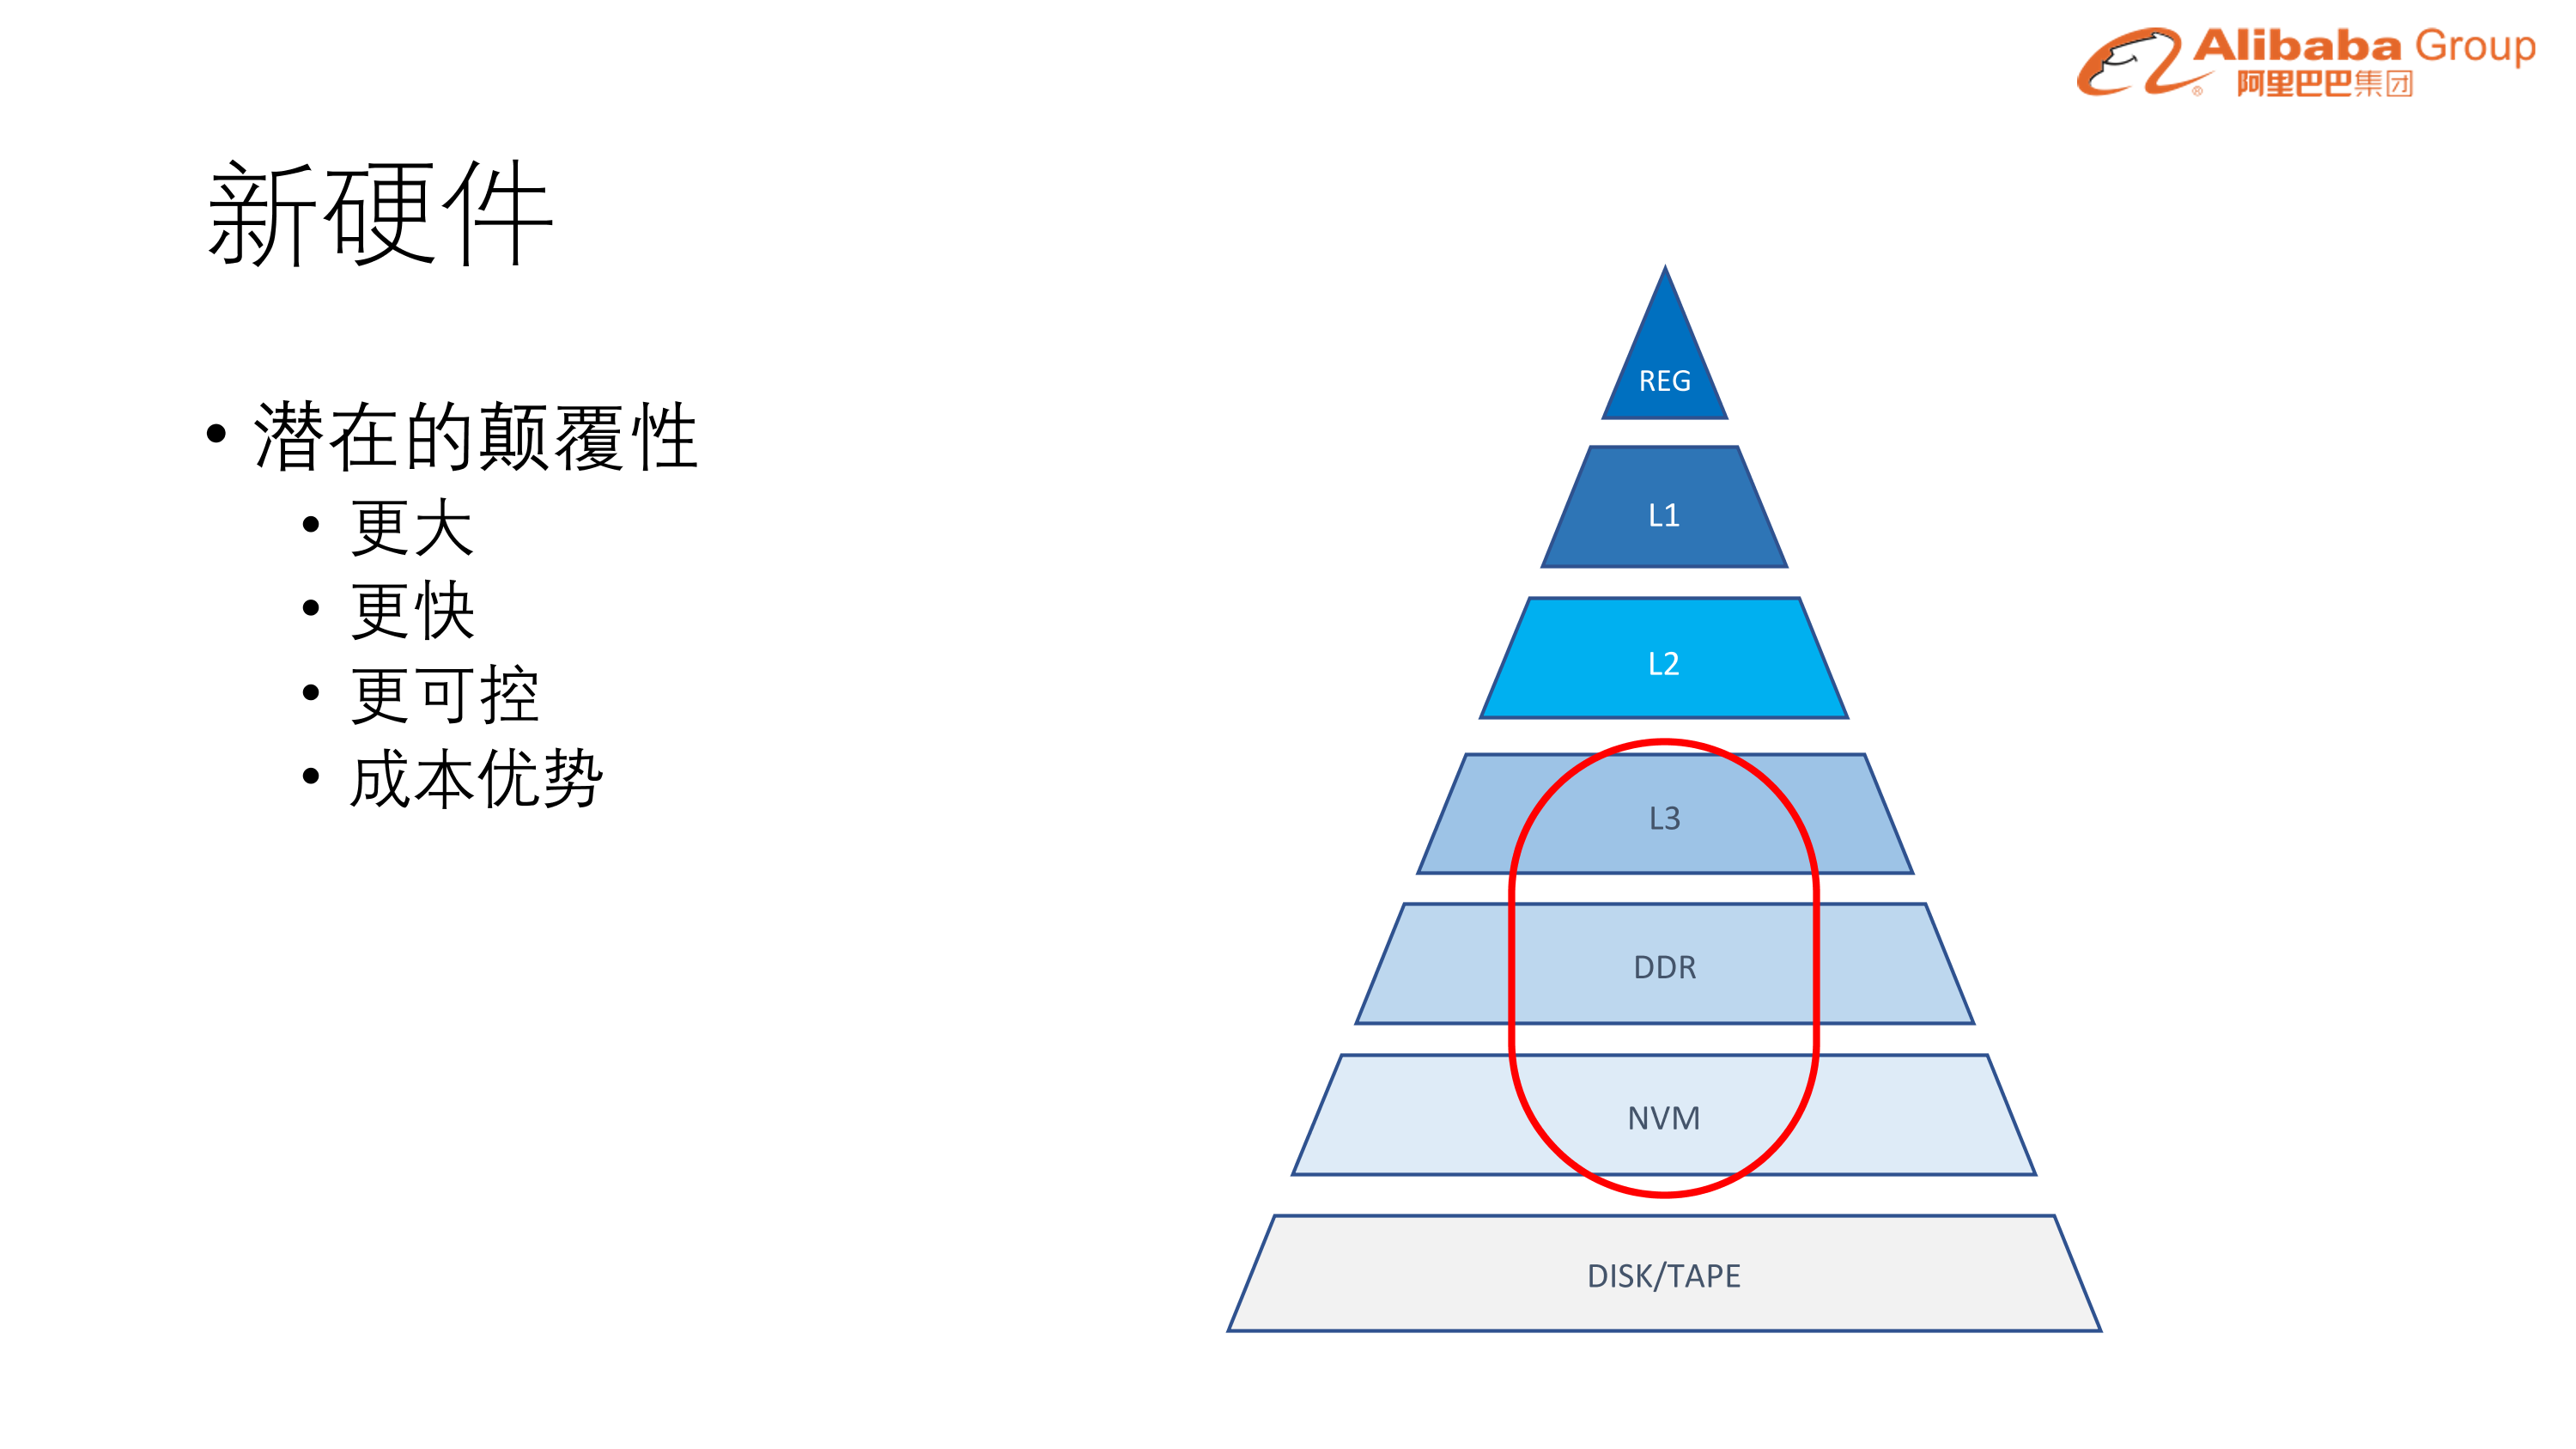 Alibaba Group
阿里巴巴集团
新硬件
• 潜在的颠覆性
• 更大
• 更快
• 更可控
• 成本优势
REG
L1
L2
L3
DDR
NVM
DISK/TAPE